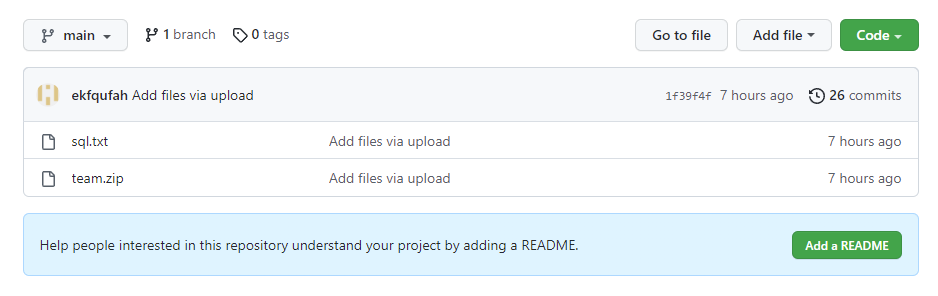 main 1 branch 0 tags Go to file Add file Code
ekfqufah Add files via upload 1f39f4f 7 hours ago 26 commits
sql.txt Add files via upload 7 hours ago
team.zip Add files via upload 7 hours ago
Help people interested in this repository understand your project by adding a README. Add a README